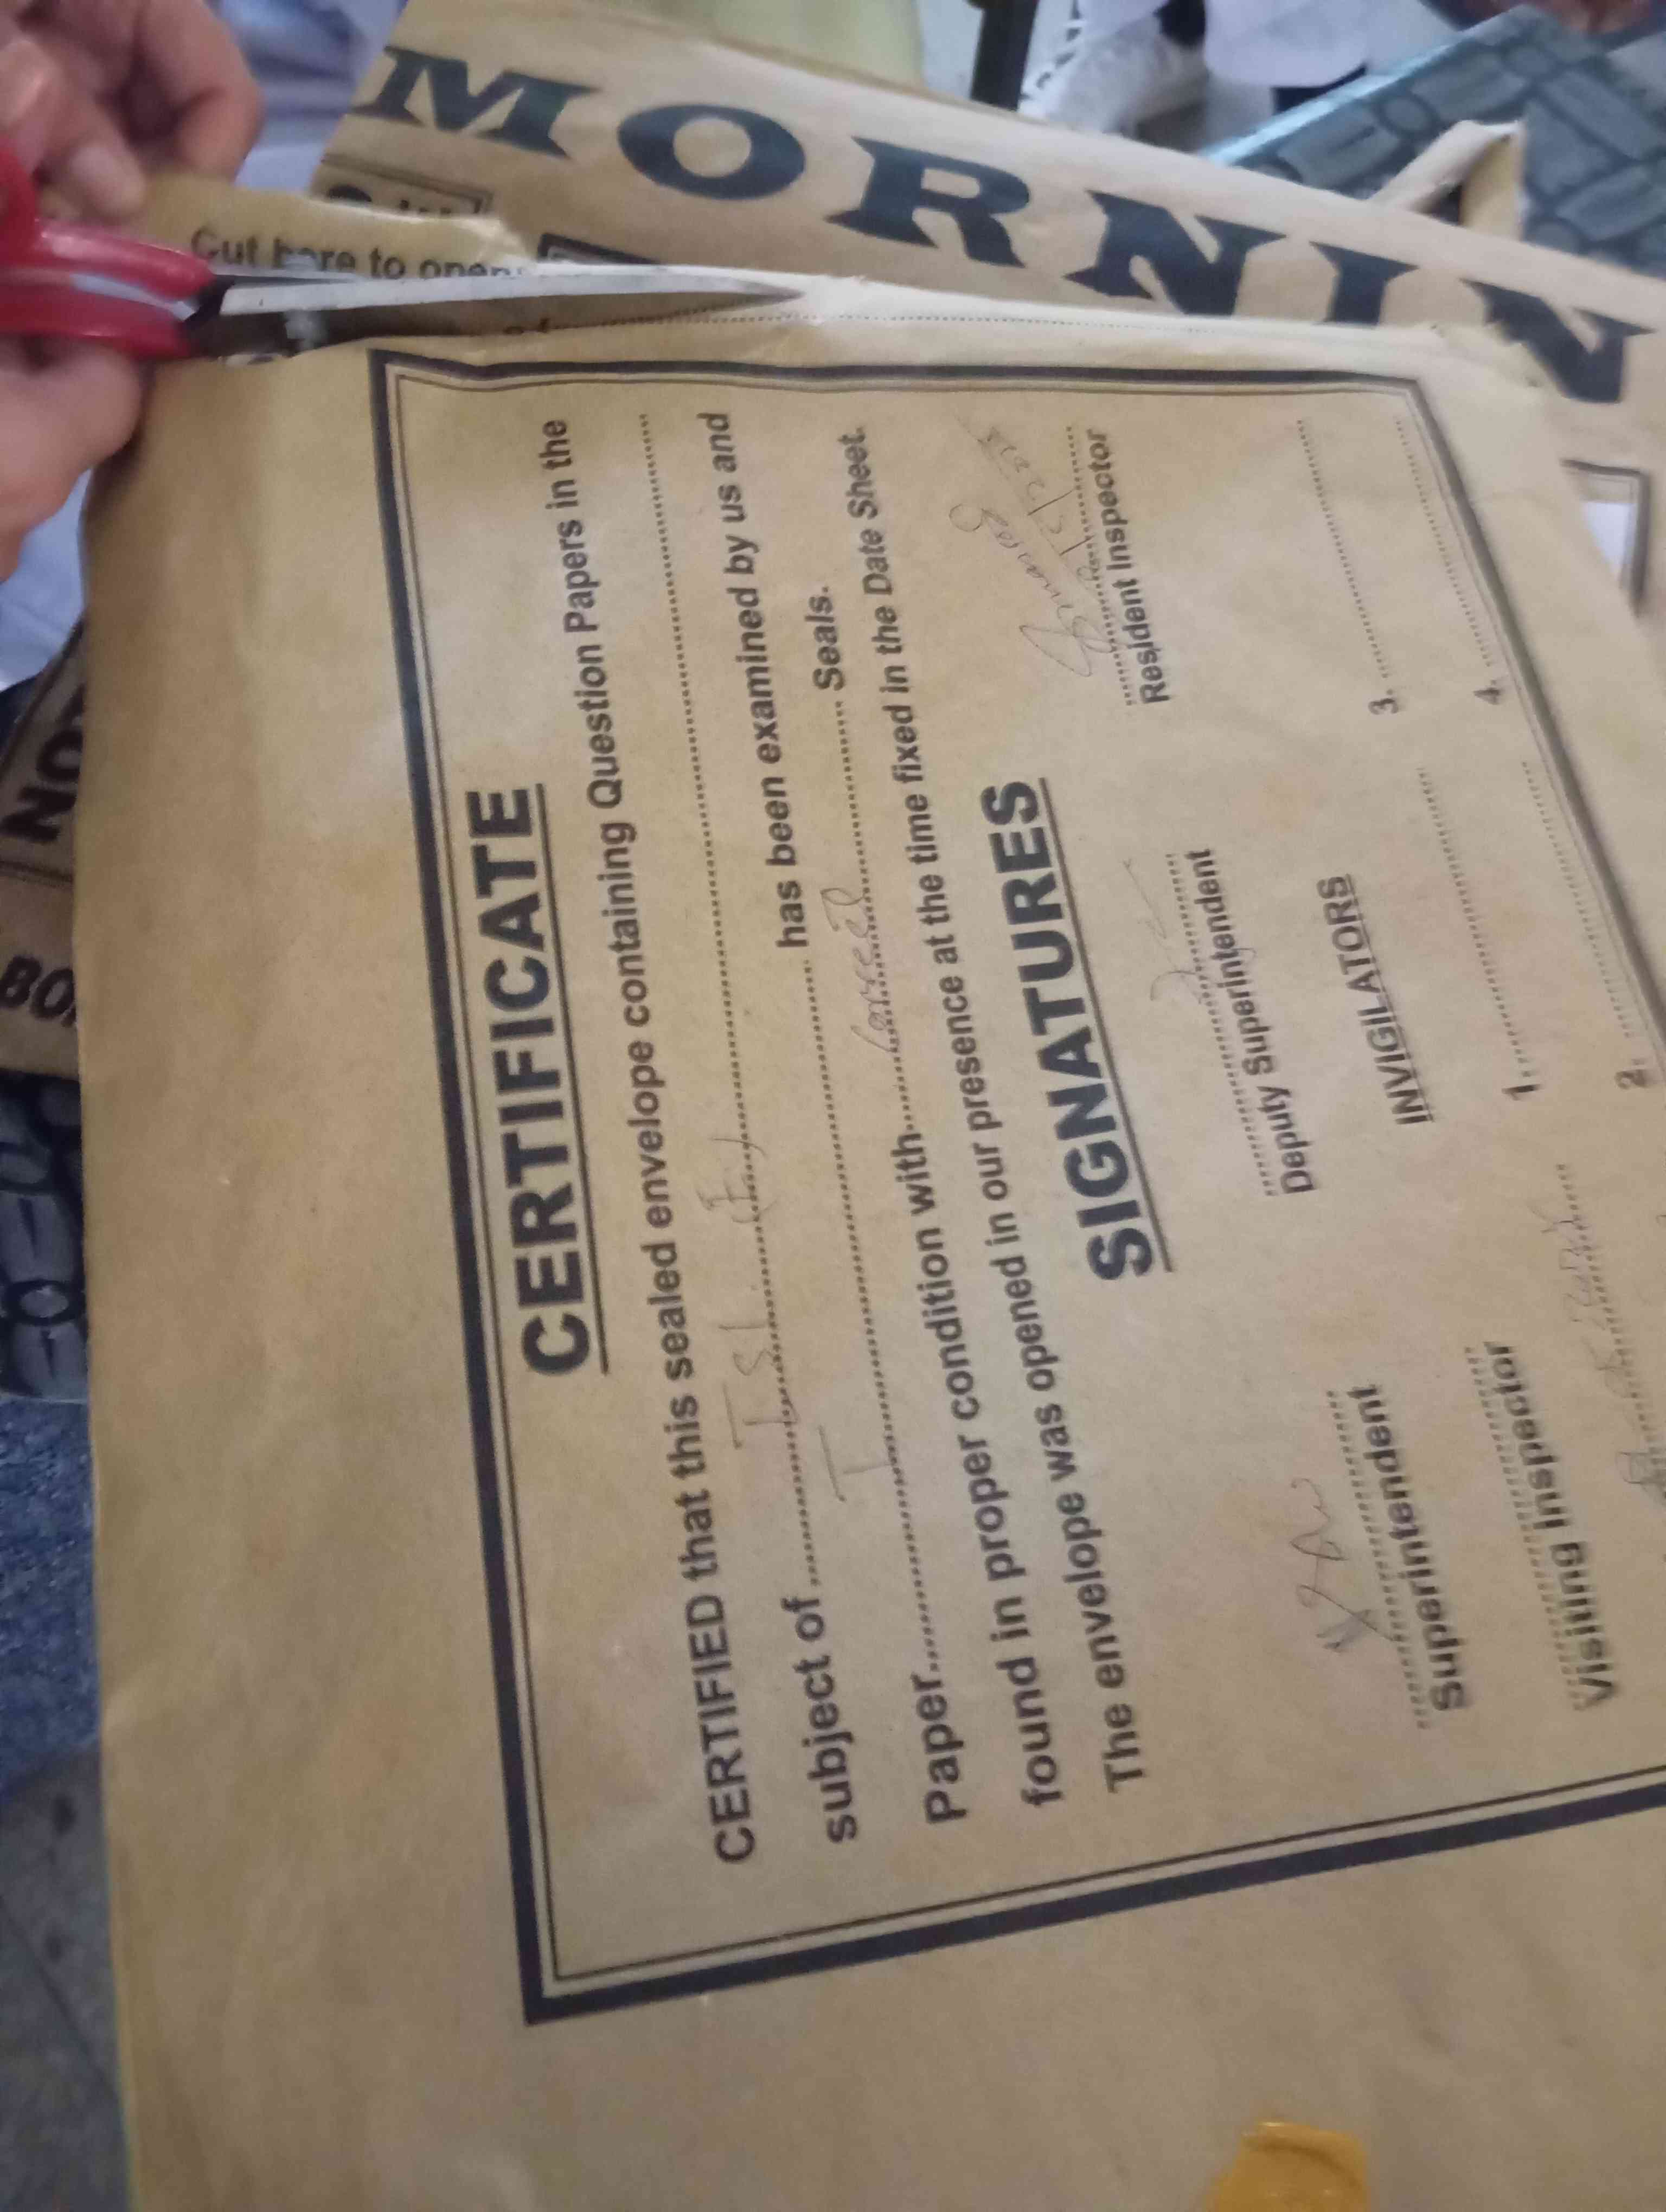 MORNIN
Cut here to open
NO
BO
CERTIFICATE
CERTIFIED that this sealed envelope containing Question Papers in the
subject of ........ has been examined by us and
Paper ........ Seals.
found in proper condition with ........
The envelope was opened in our presence at the time fixed in the Date Sheet.
SIGNATURES
Superintendent
Deputy Superintendent
Resident Inspector
Visiting Inspector
INVIGILATORS
1.
2.
3.
4.